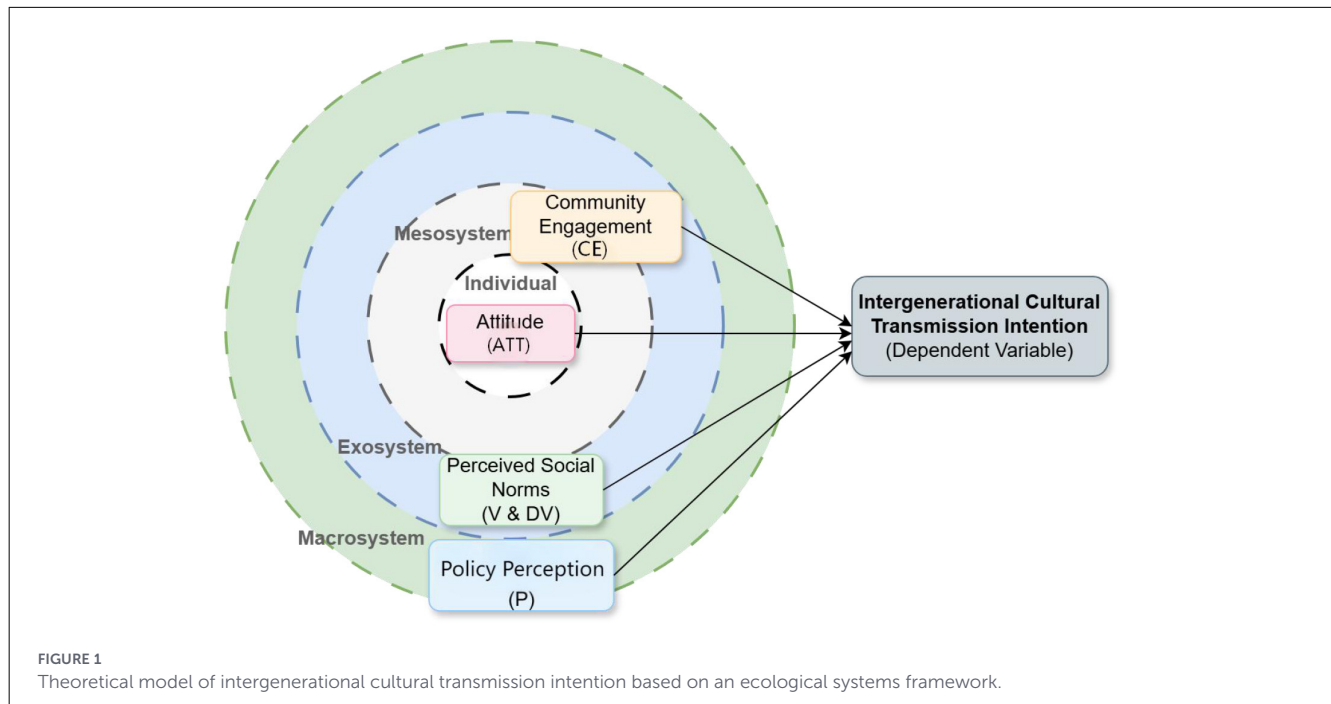 Community
Engagement
(CE)
Mesosystem
Individual
Attitude
(ATT)
Intergenerational Cultural
Transmission Intention
(Dependent Variable)
Exosystem
Perceived Social
Norms
(V & DV)
Macrosystem
Policy Perception
(P)
FIGURE 1
Theoretical model of intergenerational cultural transmission intention based on an ecological systems framework.